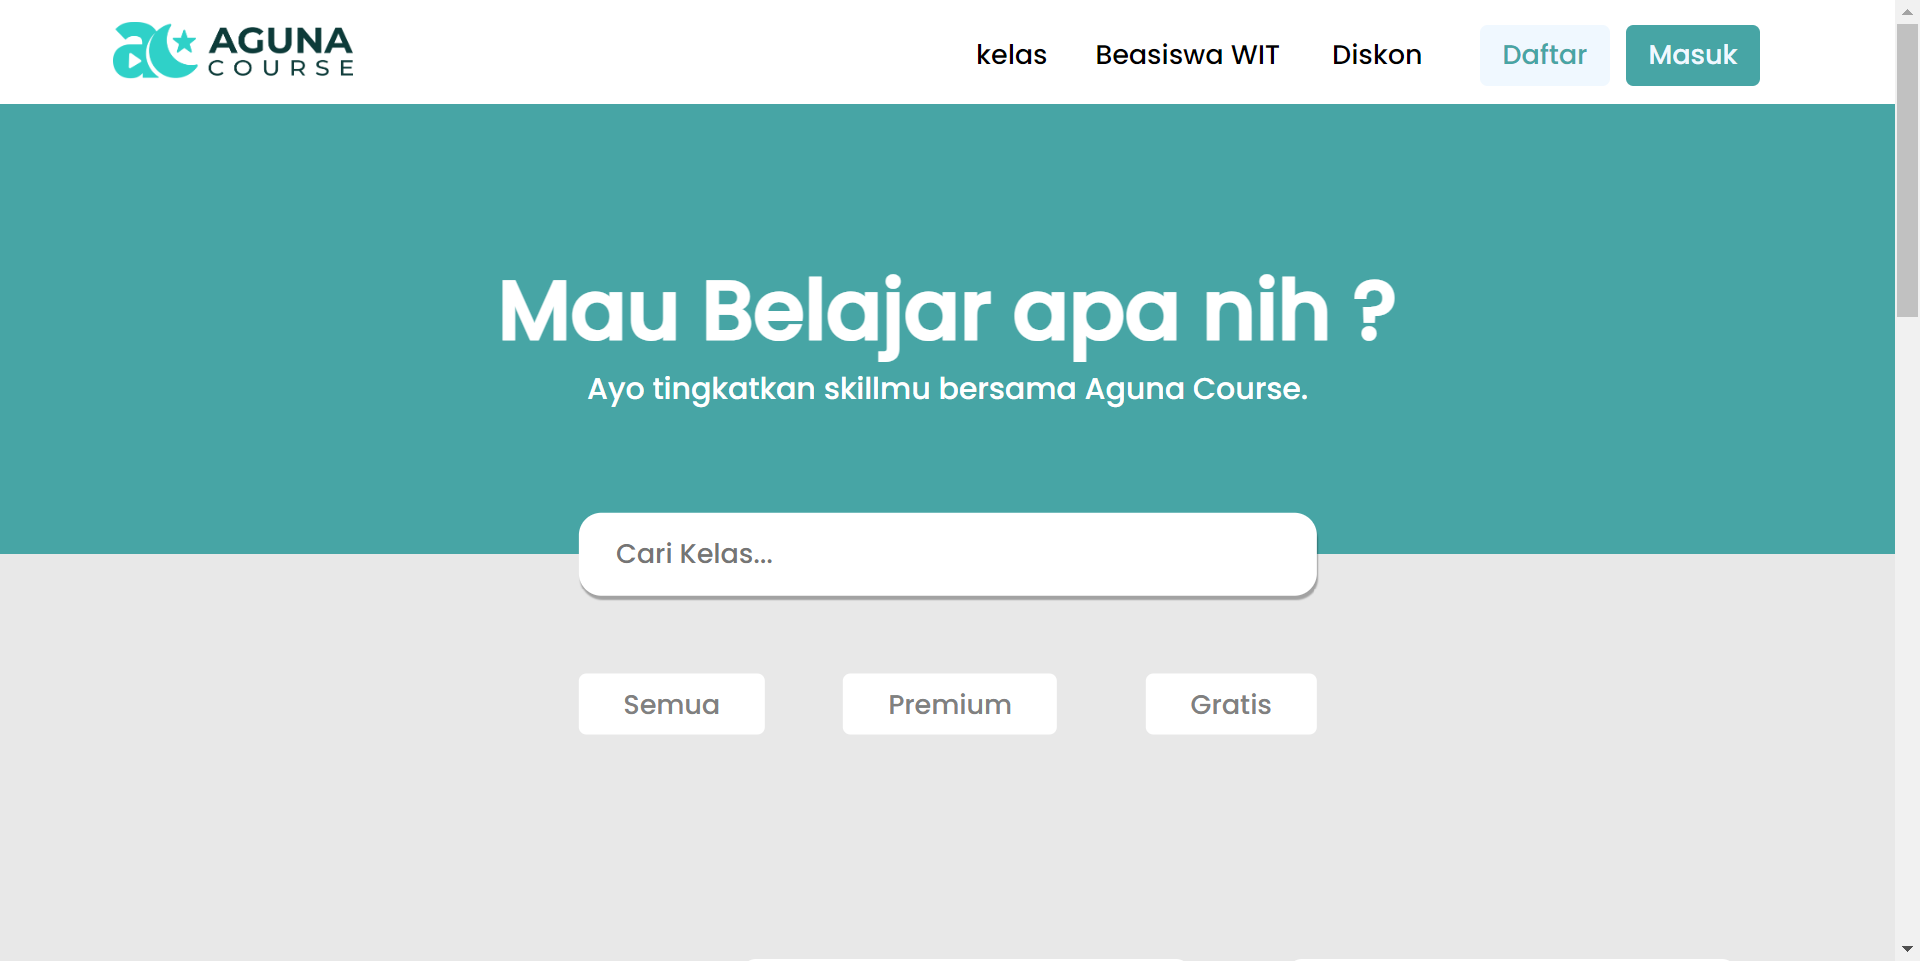 AGUNA
COURSE
kelas Beasiswa WIT Diskon Daftar Masuk
Mau Belajar apa nih ?
Ayo tingkatkan skillmu bersama Aguna Course.
Cari Kelas...
Semua Premium Gratis